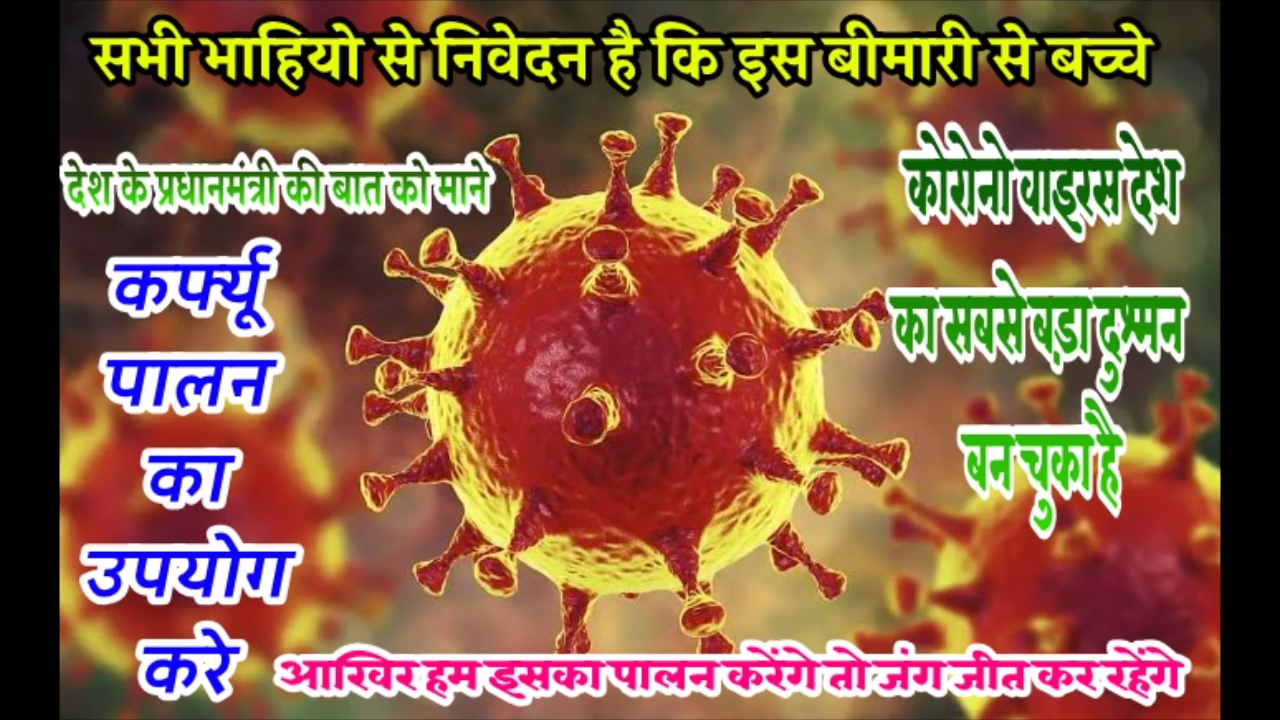 सभी भाहियो से निवेदन है कि इस बीमारी से बच्चे
देश के प्रधानमंत्री की बात को माने
कर्फ्यू
पालन
का
उपयोग
करे
कोरोनो वाइरस देश
का सबसे बड़ा दुश्मन
बन चुका है
आखिर हम इसका पालन करेंगे तो जंग जीत कर रहेंगे